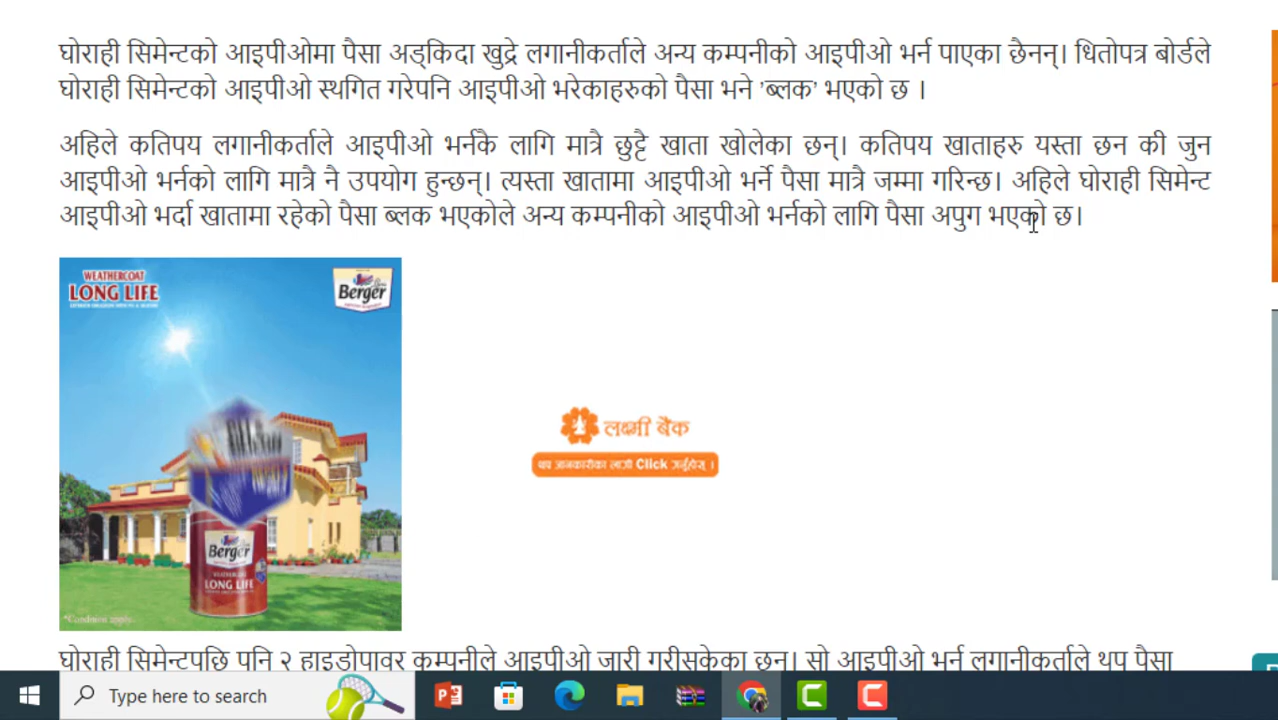 घोराही सिमेन्टको आइपीओमा पैसा अड्किदा खुद्रे लगानीकर्ताले अन्य कम्पनीको आइपीओ भर्न पाएका छैनन्। धितोपत्र बोर्डले
घोराही सिमेन्टको आइपीओ स्थगित गरेपनि आइपीओ भरेकाहरुको पैसा भने 'ब्लक' भएको छ ।
अहिले कतिपय लगानीकर्ताले आइपीओ भर्नकै लागि मात्रै छुट्टै खाता खोलेका छन्। कतिपय खाताहरु यस्ता छन की जुन
आइपीओ भर्नको लागि मात्रै नै उपयोग हुन्छन्। त्यस्ता खातामा आइपीओ भर्ने पैसा मात्रै जम्मा गरिन्छ। अहिले घोराही सिमेन्ट
आइपीओ भर्दा खातामा रहेको पैसा ब्लक भएकोले अन्य कम्पनीको आइपीओ भर्नको लागि पैसा अपुग भएको छ।
WEATHERCOAT
LONG LIFE
Berger
लक्ष्मी बैंक
थप जानकारीका लागी Click गर्नुहोस् ।
Berger
WEATHERCOAT
LONG LIFE
*Condition apply
घोराही सिमेन्टपछि पनि २ हाइड्रोपावर कम्पनीले आइपीओ जारी गरीसकेका छन्। सो आइपीओ भर्न लगानीकर्ताले थप पैसा
Type here to search